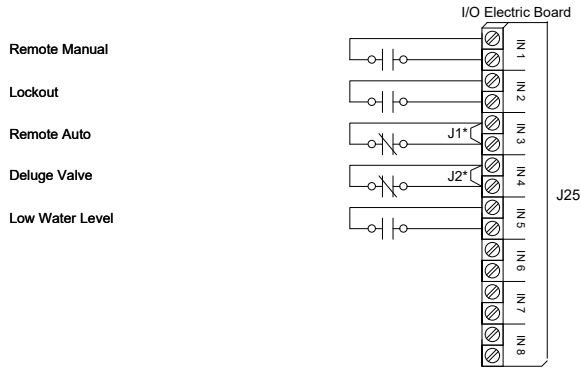 I/O Electric Board
Remote Manual
IN 1
Lockout
IN 2
Remote Auto
J1*
IN 3
Deluge Valve
J2*
IN 4
J25
Low Water Level
IN 5
IN 6
IN 7
IN 8